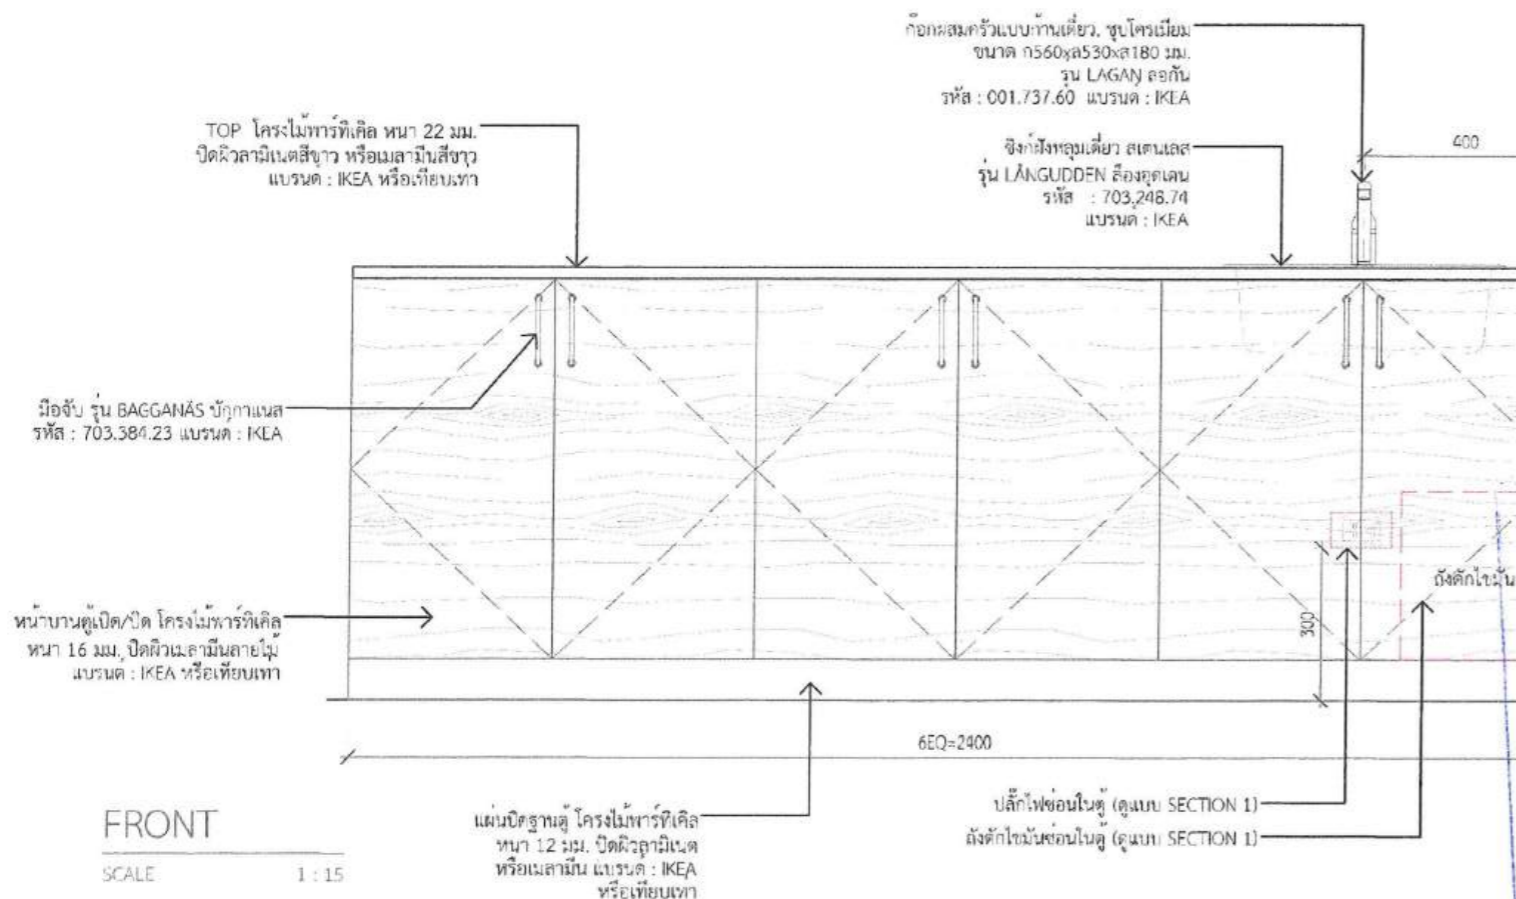 ก๊อกผสมครัวแบบก้านเดี่ยว, ชุบโครเมียม
ขนาด ก560xล530xส180 มม.
รุ่น LAGAN ลอกัน
รหัส : 001.737.60 แบรนด์ : IKEA
TOP โครงไม้พาร์ทิเคิล หนา 22 มม.
ปิดผิวลามิเนตสีขาว หรือเมลามีนสีขาว
แบรนด์ : IKEA หรือเทียบเท่า
ซิงก์ฝังหลุมเดี่ยว สเตนเลส
รุ่น LÅNGUDDEN ลืองอุดเดน
รหัส : 703.248.74
แบรนด์ : IKEA
400
มือจับ รุ่น BAGGANÄS บักกาแนส
รหัส : 703.384.23 แบรนด์ : IKEA
หน้าบานตู้เปิด/ปิด โครงไม้พาร์ทิเคิล
หนา 16 มม. ปิดผิวเมลามีนลายไม้
แบรนด์ : IKEA หรือเทียบเท่า
ถังดักไขมัน
300
6EQ=2400
แผ่นปิดฐานตู้ โครงไม้พาร์ทิเคิล
หนา 12 มม. ปิดผิวลามิเนต
หรือเมลามีน แบรนด์ : IKEA
หรือเทียบเท่า
ปลั๊กไฟซ่อนในตู้ (ดูแบบ SECTION 1)
ถังดักไขมันซ่อนในตู้ (ดูแบบ SECTION 1)
FRONT
SCALE 1 : 15